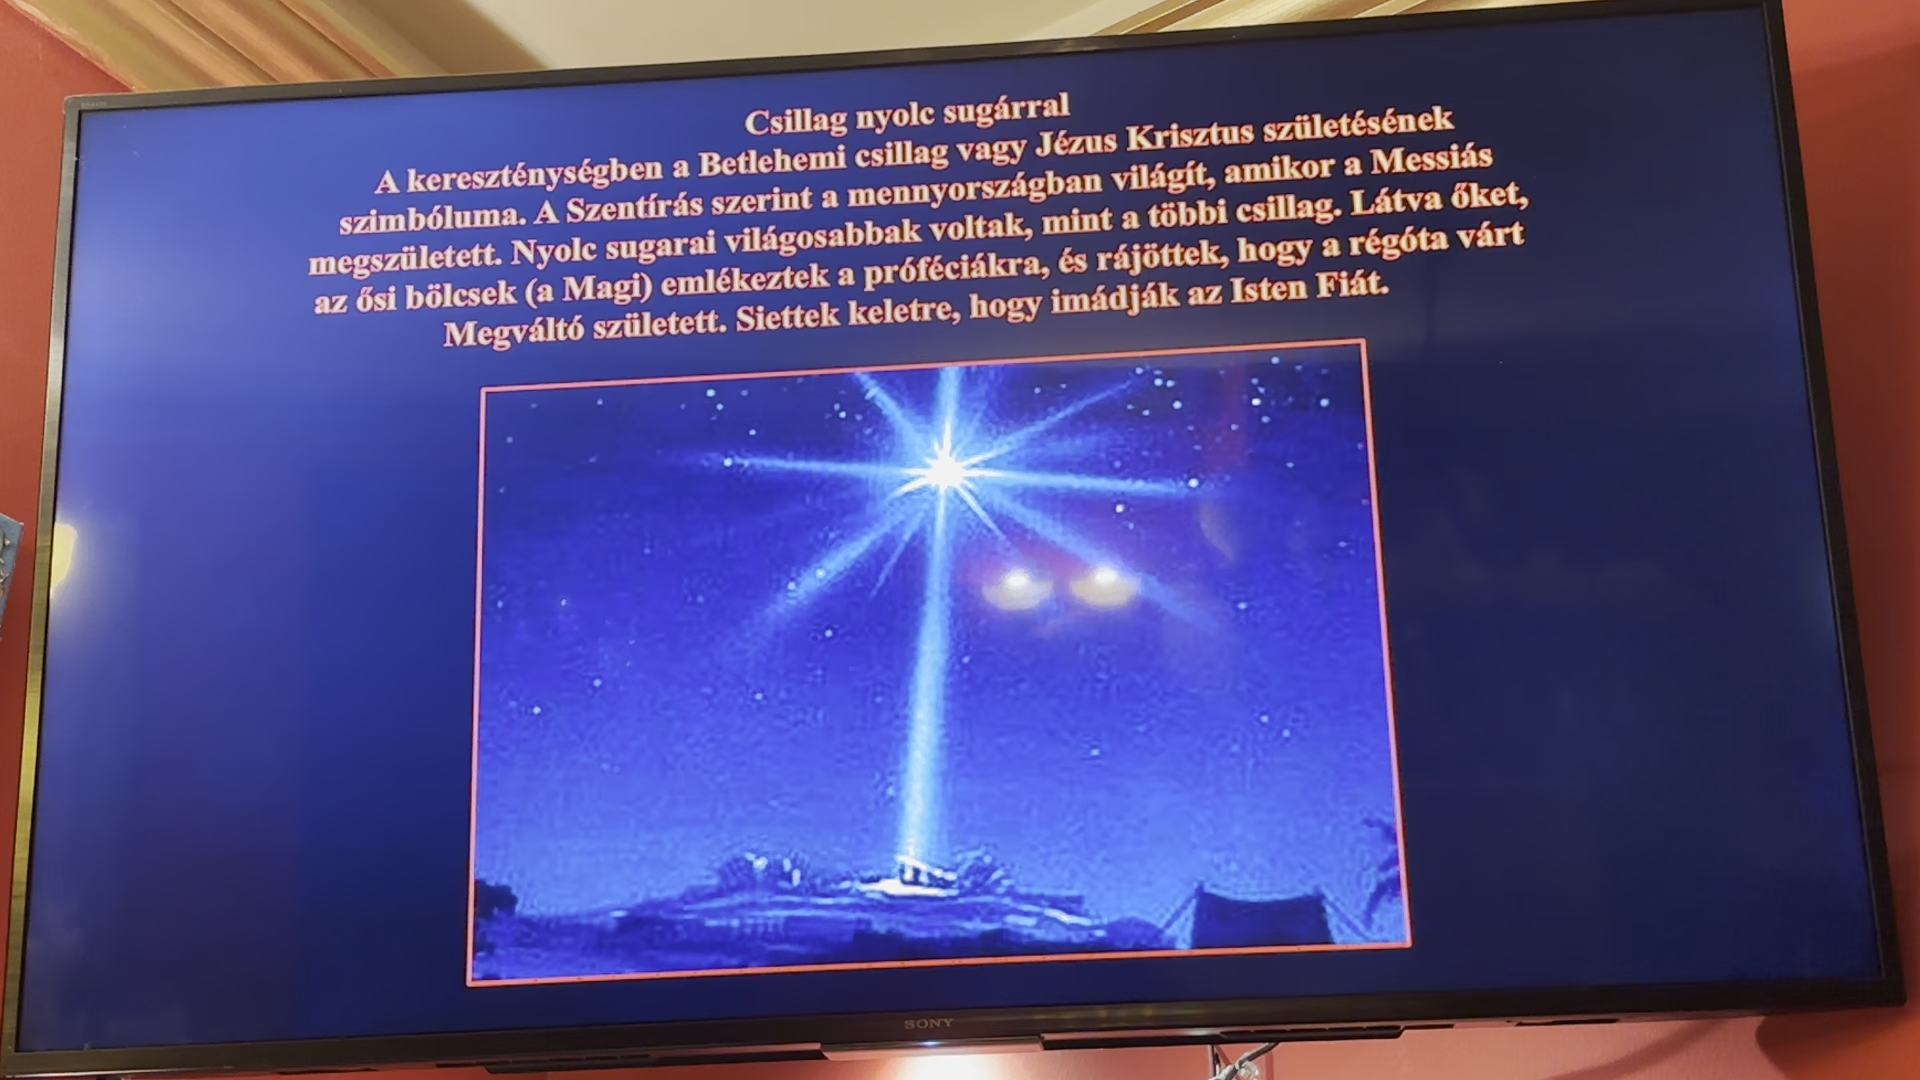 Csillag nyolc sugárral
A kereszténységben a Betlehemi csillag vagy Jézus Krisztus születésének
szimbóluma. A Szentírás szerint a mennyországban világít, amikor a Messiás
megszületett. Nyolc sugarai világosabbak voltak, mint a többi csillag. Látva őket,
az ősi bölcsek (a Magi) emlékeztek a próféciákra, és rájöttek, hogy a régóta várt
Megváltó született. Siettek keletre, hogy imádják az Isten Fiát.
SONY